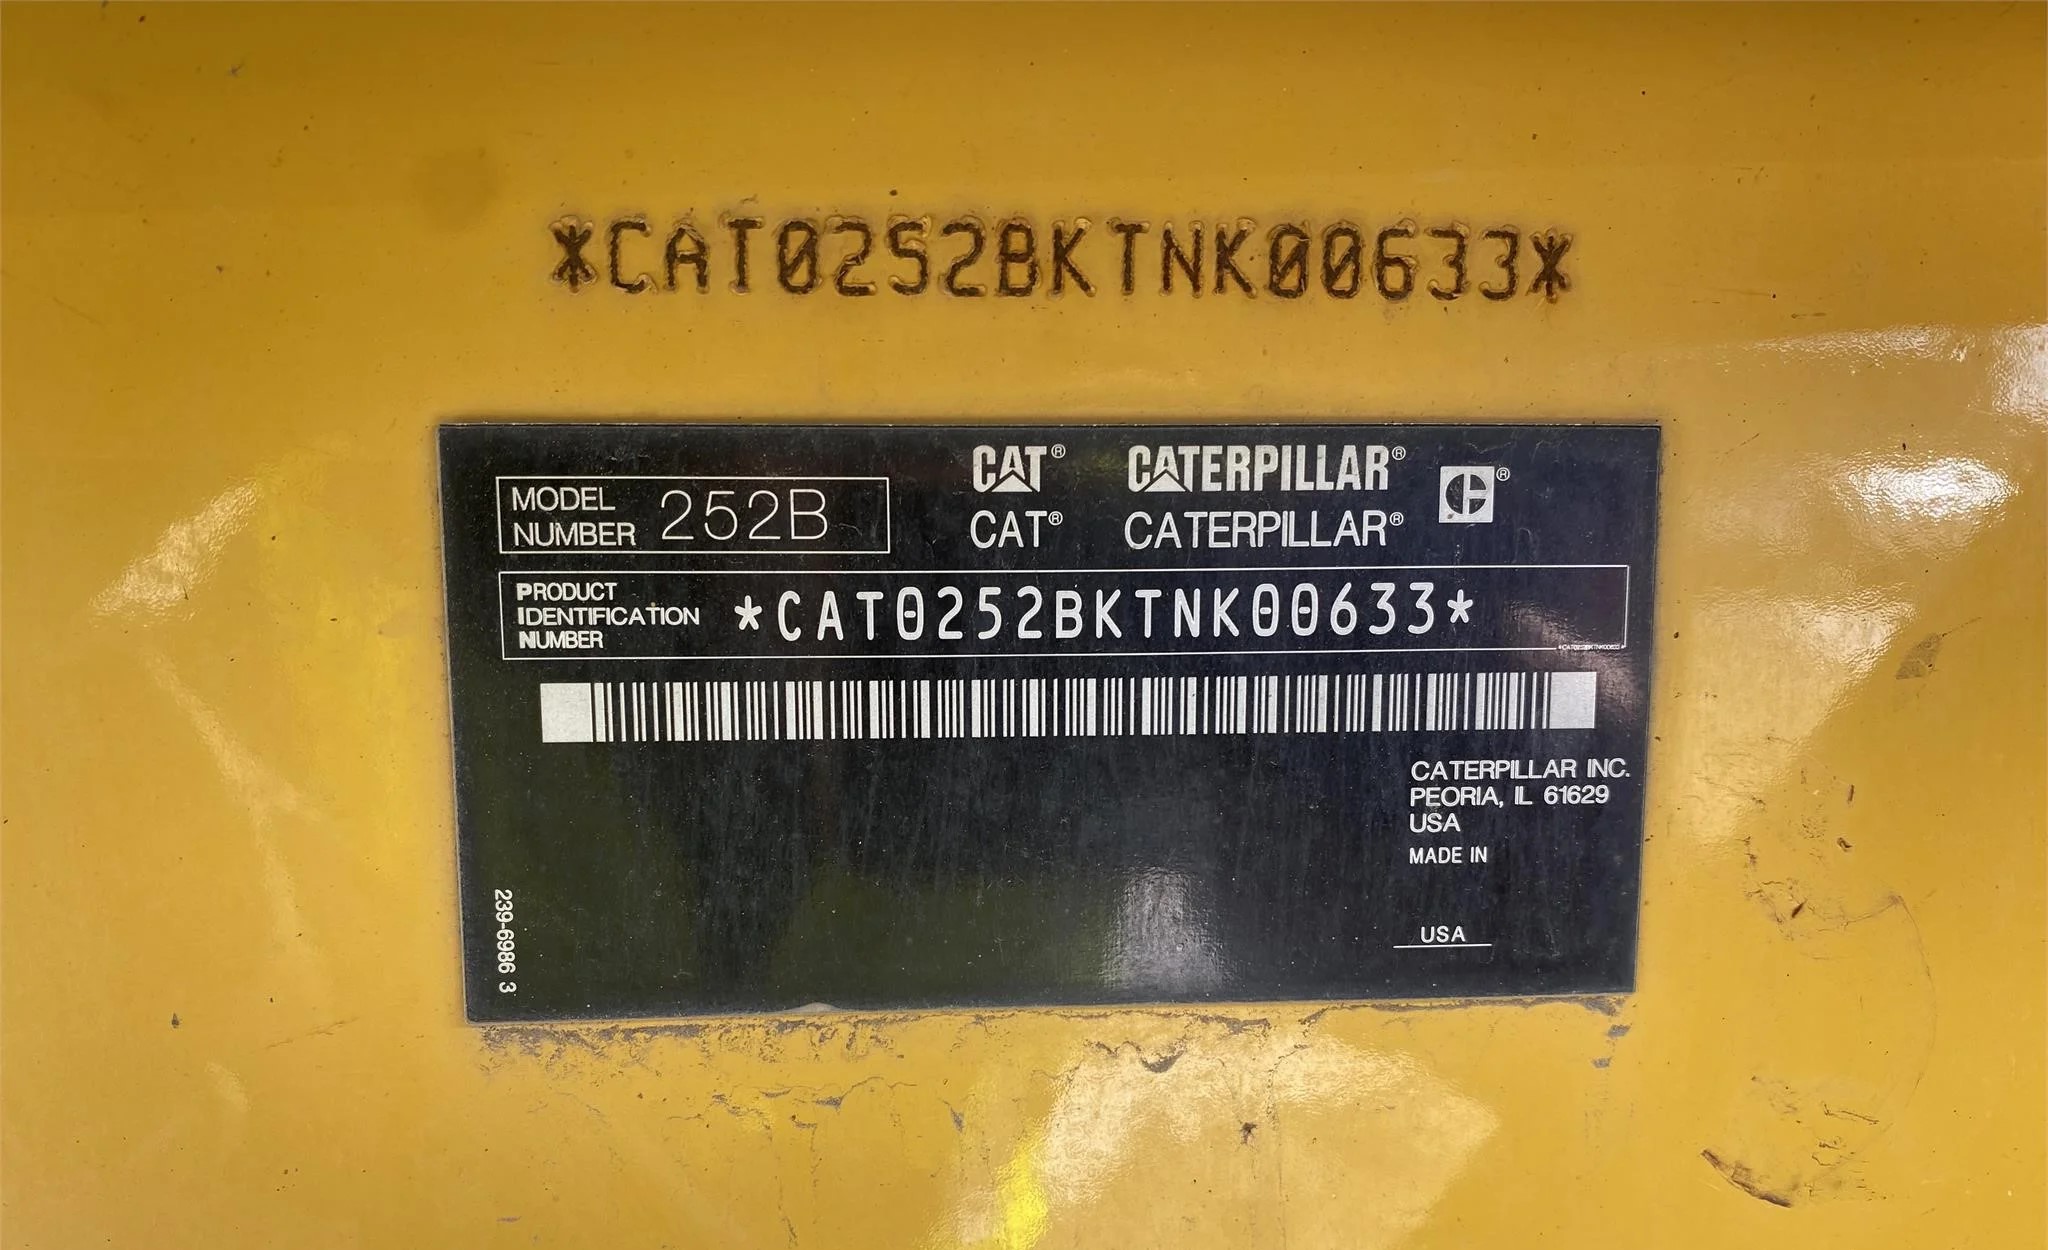 *CAT0252BKTNK00633*
CAT® CATERPILLAR® C®
MODEL NUMBER 252B
CAT® CATERPILLAR®
PRODUCT
IDENTIFICATION
NUMBER
*CAT0252BKTNK00633*
*CAT0252BKTNK00633*
CATERPILLAR INC.
PEORIA, IL 61629
USA
MADE IN
USA
239-6986 3